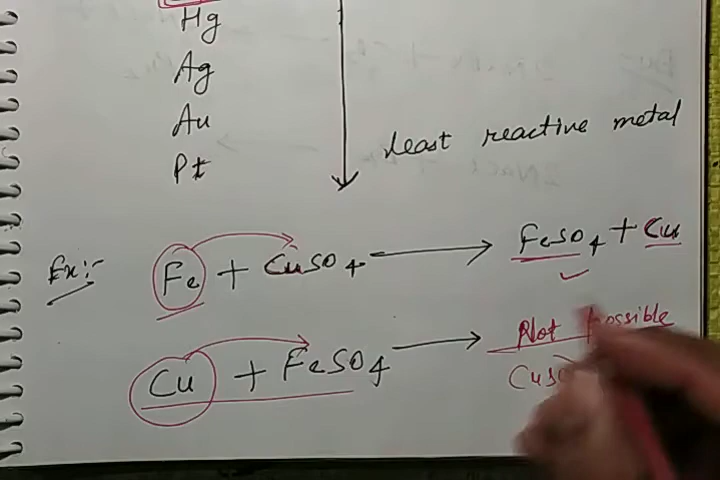 Hg
Ag
Au
Pt
least reactive metal
Ex:- Fe + CuSO4 → FeSO4 + Cu
Cu + FeSO4 → Not possible